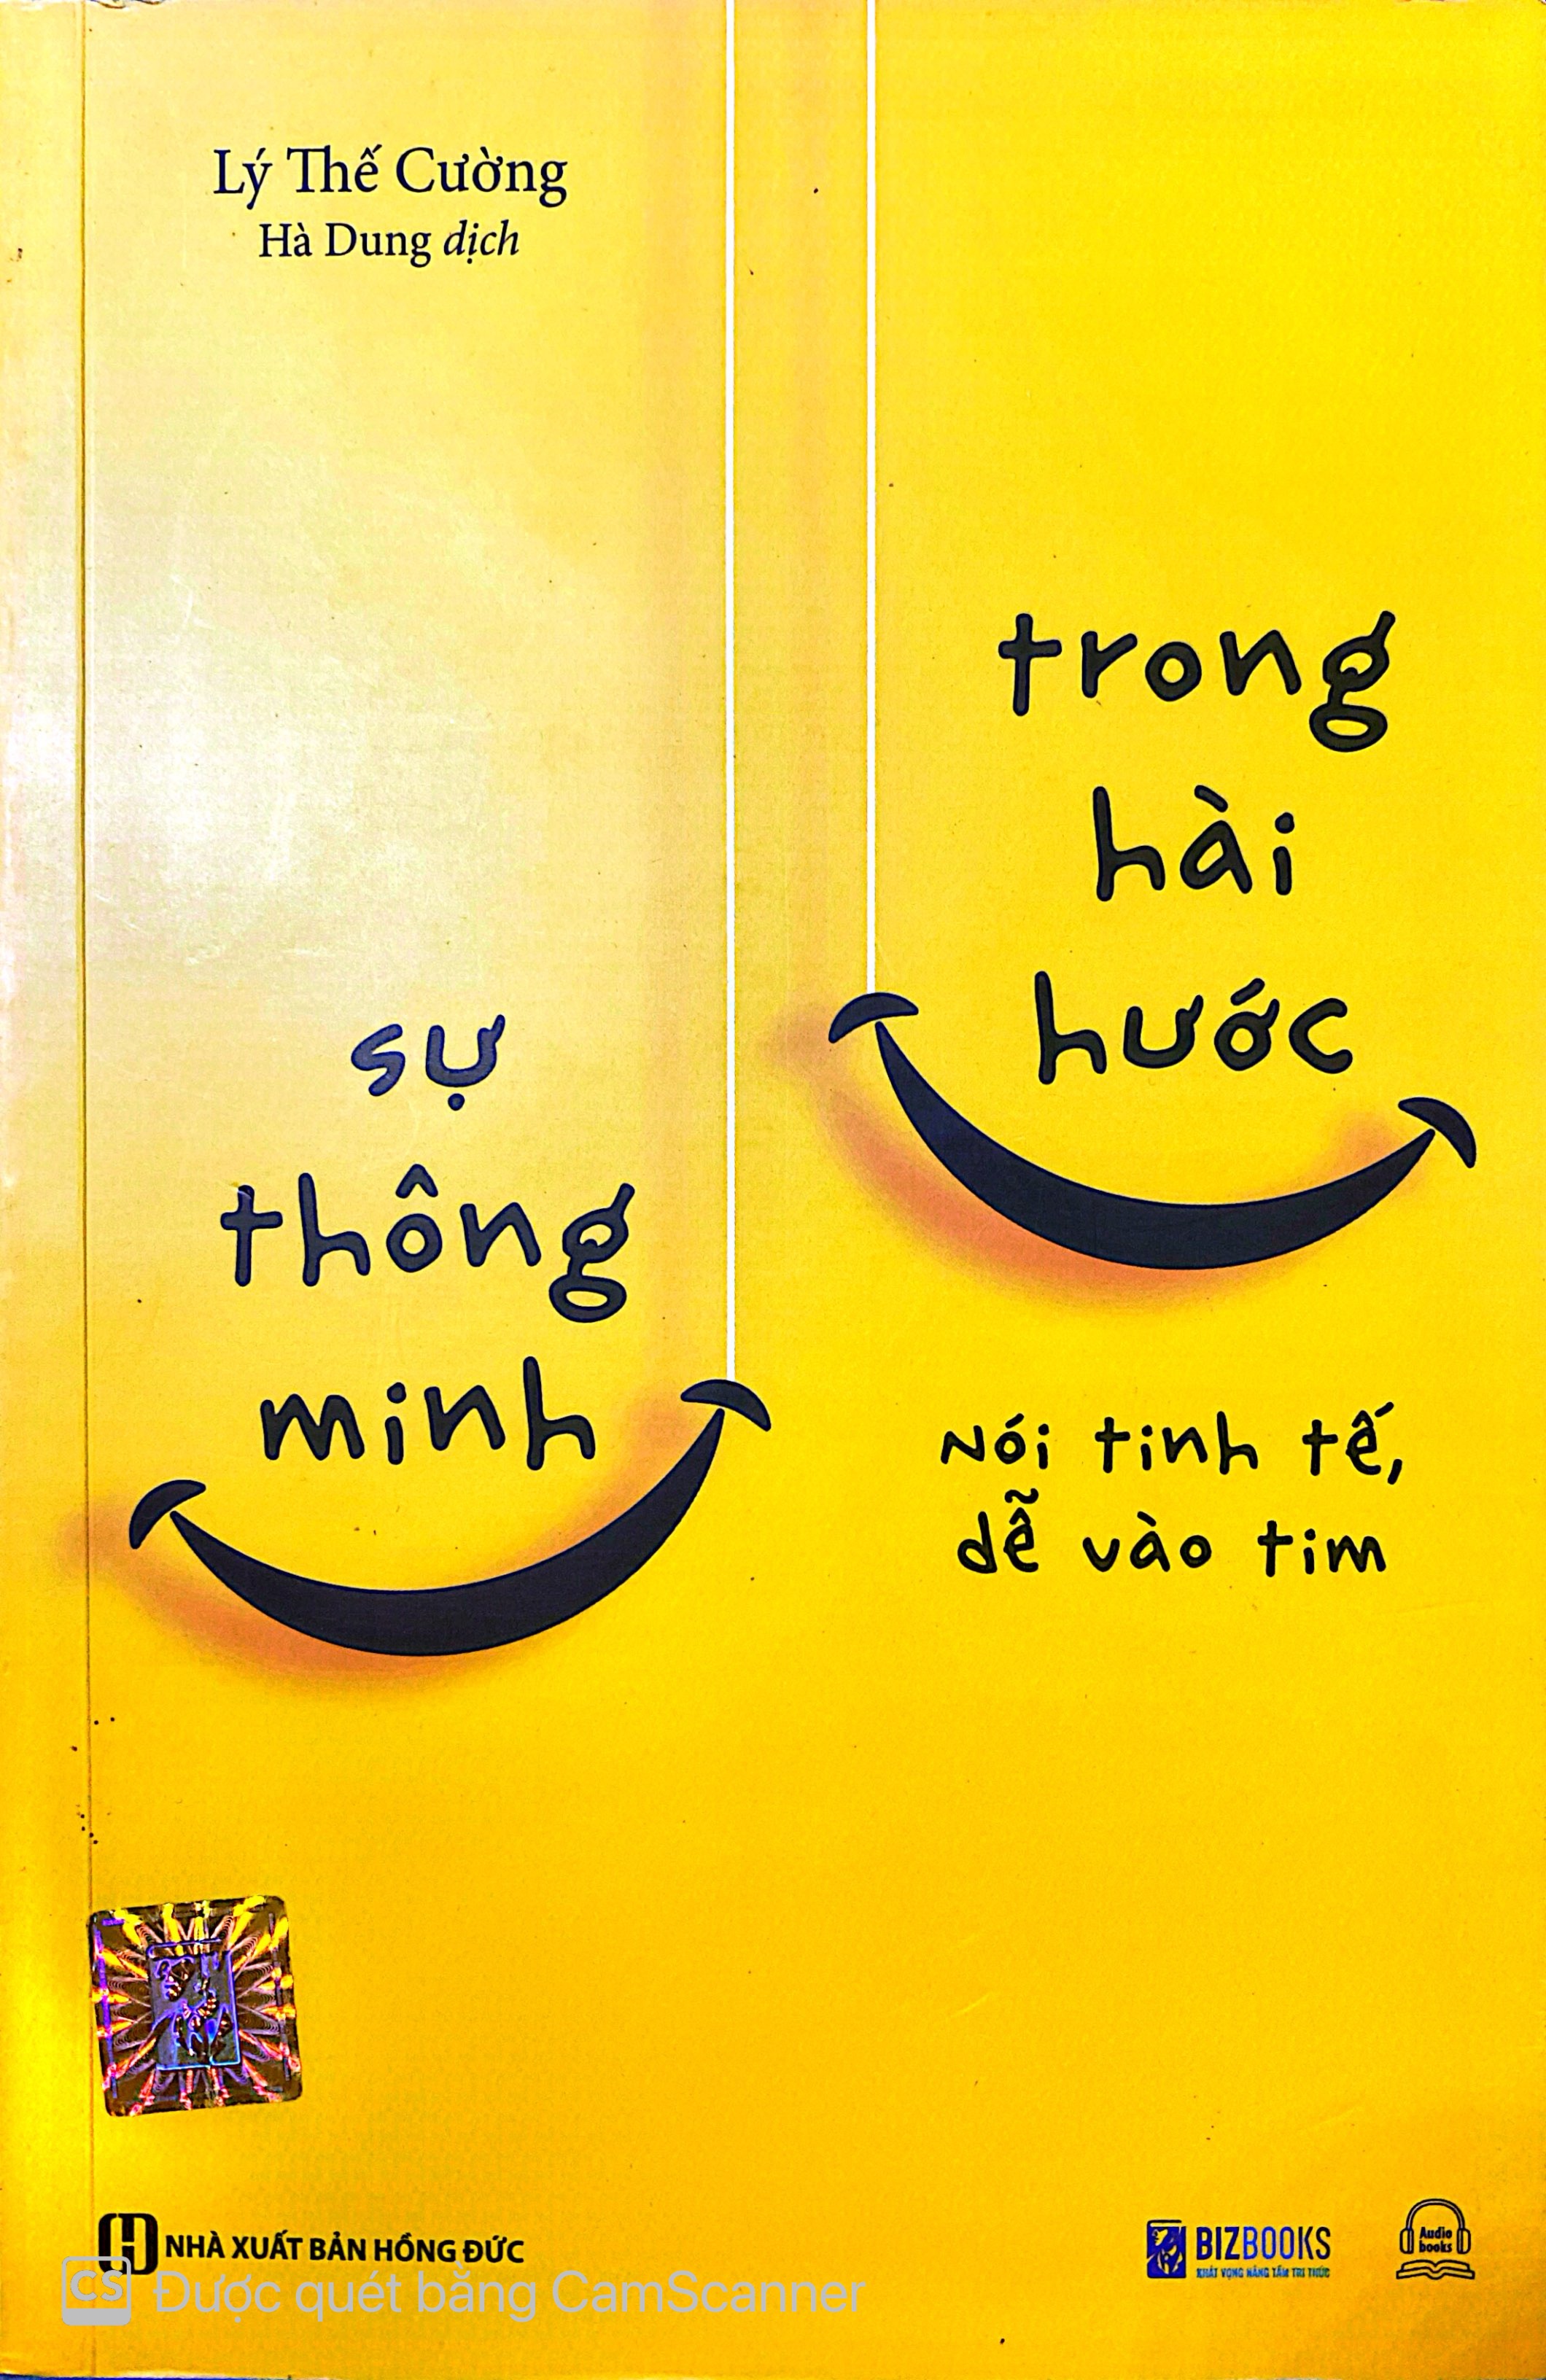 Lý Thế Cường
Hà Dung dịch
sự
thông
minh
trong
hài
hước
Nói tinh tế,
dễ vào tim
NHÀ XUẤT BẢN HỒNG ĐỨC
BIZBOOKS
KHÁT VỌNG NÂNG TẦM TRI THỨC
Audio
books
CS Được quét bằng CamScanner